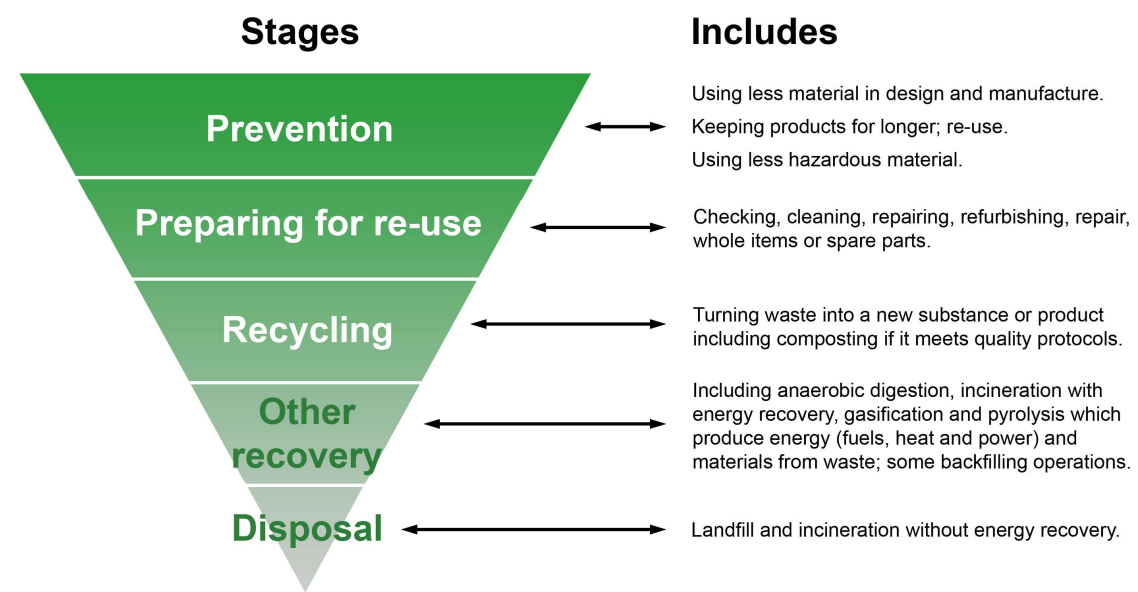 Stages
Includes
Prevention
Using less material in design and manufacture.
Keeping products for longer; re-use.
Using less hazardous material.
Preparing for re-use
Checking, cleaning, repairing, refurbishing, repair,
whole items or spare parts.
Recycling
Turning waste into a new substance or product
including composting if it meets quality protocols.
Other
recovery
Including anaerobic digestion, incineration with
energy recovery, gasification and pyrolysis which
produce energy (fuels, heat and power) and
materials from waste; some backfilling operations.
Disposal
Landfill and incineration without energy recovery.